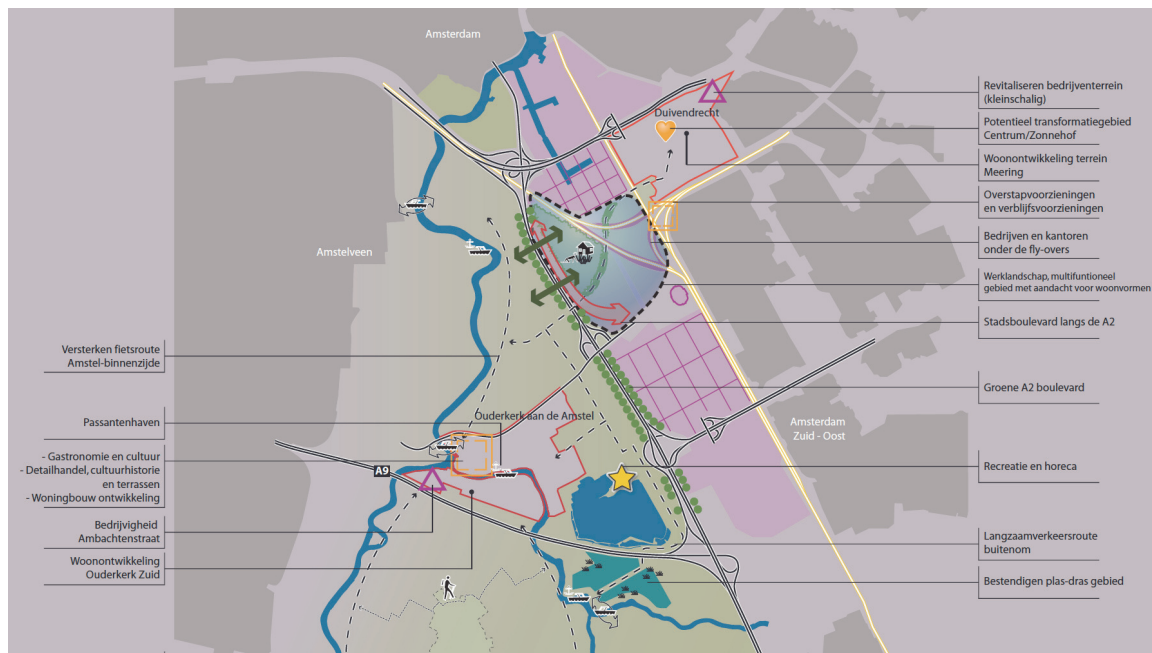 Amsterdam
Duivendrecht
Amstelveen
Ouderkerk aan de Amstel
A9
Amsterdam
Zuid - Oost
Versterken fietsroute
Amstel-binnenzijde
Passantenhaven
- Gastronomie en cultuur
- Detailhandel, cultuurhistorie
en terrassen
- Woningbouw ontwikkeling
Bedrijvigheid
Ambachtenstraat
Woonontwikkeling
Ouderkerk Zuid
Revitaliseren bedrijventerrein
(kleinschalig)
Potentieel transformatiegebied
Centrum/Zonnehof
Woonontwikkeling terrein
Meering
Overstapvoorzieningen
en verblijfsvoorzieningen
Bedrijven en kantoren
onder de fly-overs
Werklandschap, multifuntioneel
gebied met aandacht voor woonvormen
Stadsboulevard langs de A2
Groene A2 boulevard
Recreatie en horeca
Langzaamverkeersroute
buitenom
Bestendigen plas-dras gebied